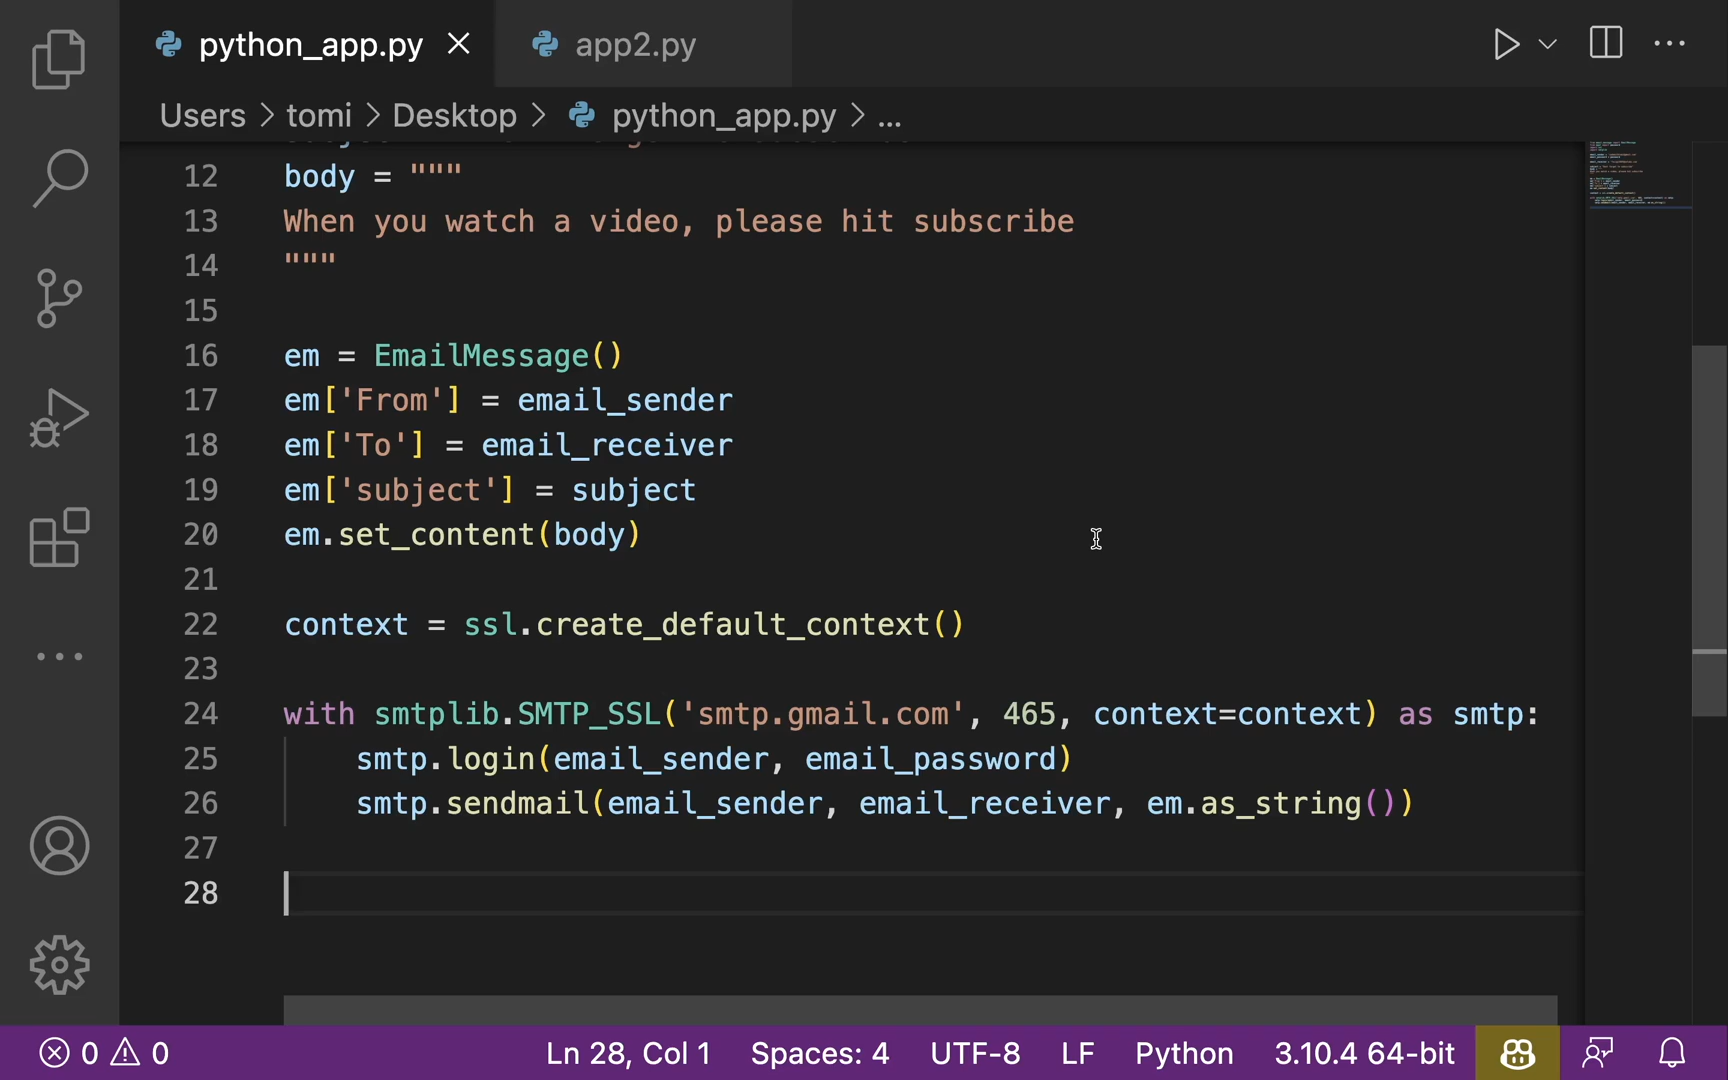 python_app.py
app2.py
Users > tomi > Desktop > python_app.py > ...
12 body = """
13 When you watch a video, please hit subscribe
14 """
15
16 em = EmailMessage()
17 em['From'] = email_sender
18 em['To'] = email_receiver
19 em['subject'] = subject
20 em.set_content(body)
21
22 context = ssl.create_default_context()
23
24 with smtplib.SMTP_SSL('smtp.gmail.com', 465, context=context) as smtp:
25     smtp.login(email_sender, email_password)
26     smtp.sendmail(email_sender, email_receiver, em.as_string())
27
28
0 0 Ln 28, Col 1 Spaces: 4 UTF-8 LF Python 3.10.4 64-bit